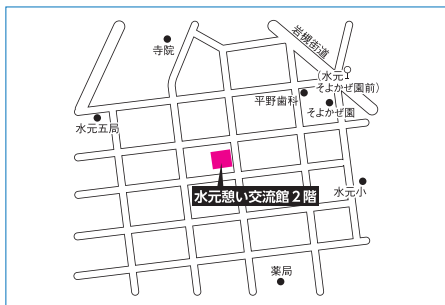 寺院
岩槻街道
(水元1
そよかぜ園前)
平野歯科
そよかぜ園
水元五局
水元小
水元憩い交流館2階
薬局